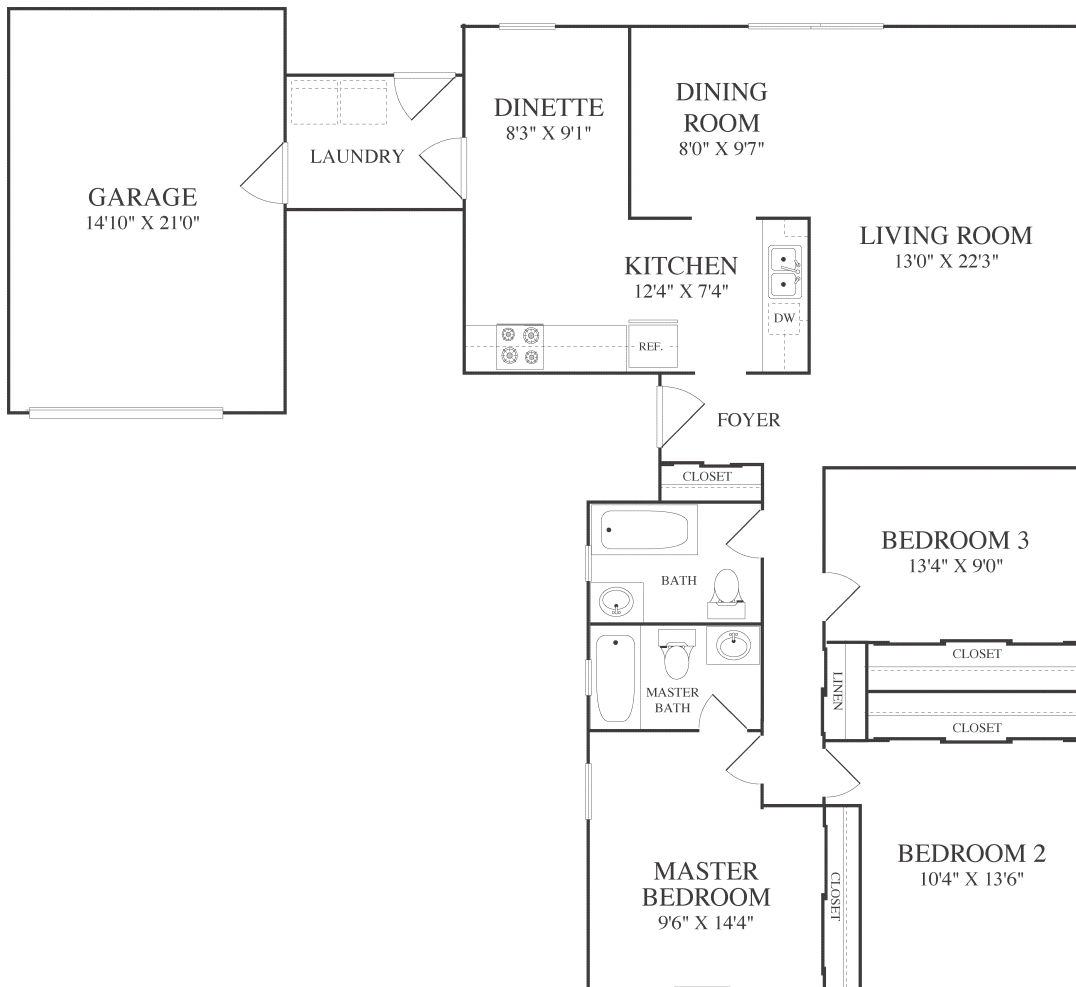 GARAGE
14'10" X 21'0"
LAUNDRY
DINETTE
8'3" X 9'1"
DINING
ROOM
8'0" X 9'7"
LIVING ROOM
13'0" X 22'3"
KITCHEN
12'4" X 7'4"
DW
REF.
FOYER
CLOSET
BATH
BEDROOM 3
13'4" X 9'0"
MASTER
BATH
LINEN
CLOSET
CLOSET
MASTER
BEDROOM
9'6" X 14'4"
CLOSET
BEDROOM 2
10'4" X 13'6"